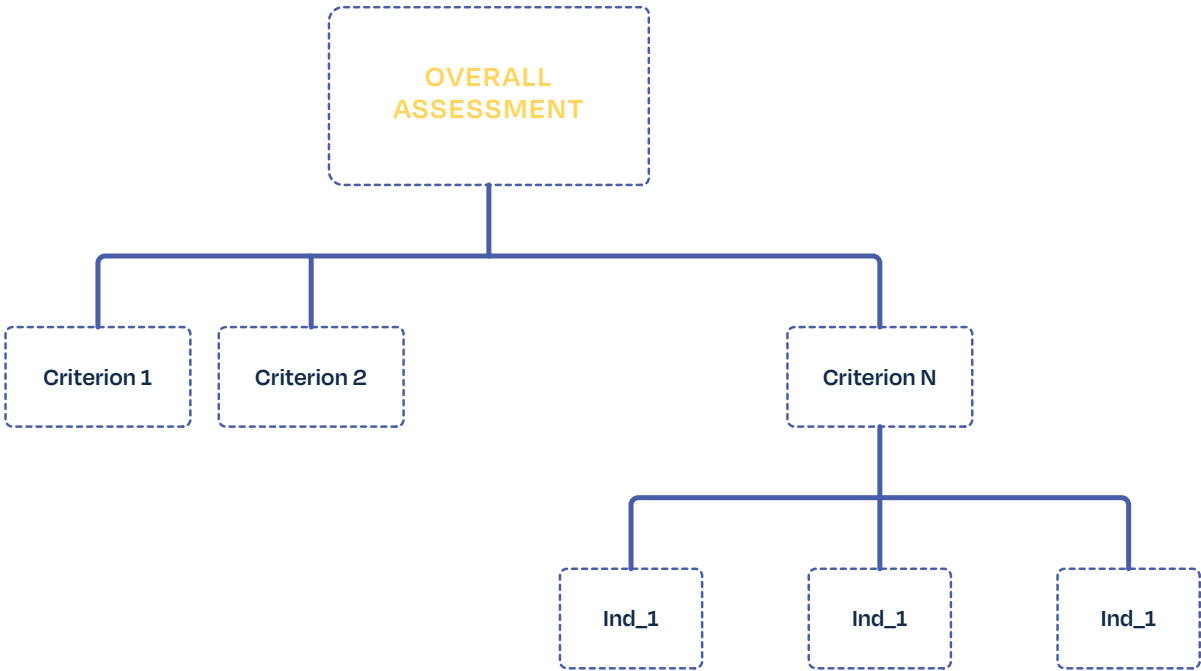 OVERALL
ASSESSMENT
Criterion 1
Criterion 2
Criterion N
Ind_1
Ind_1
Ind_1